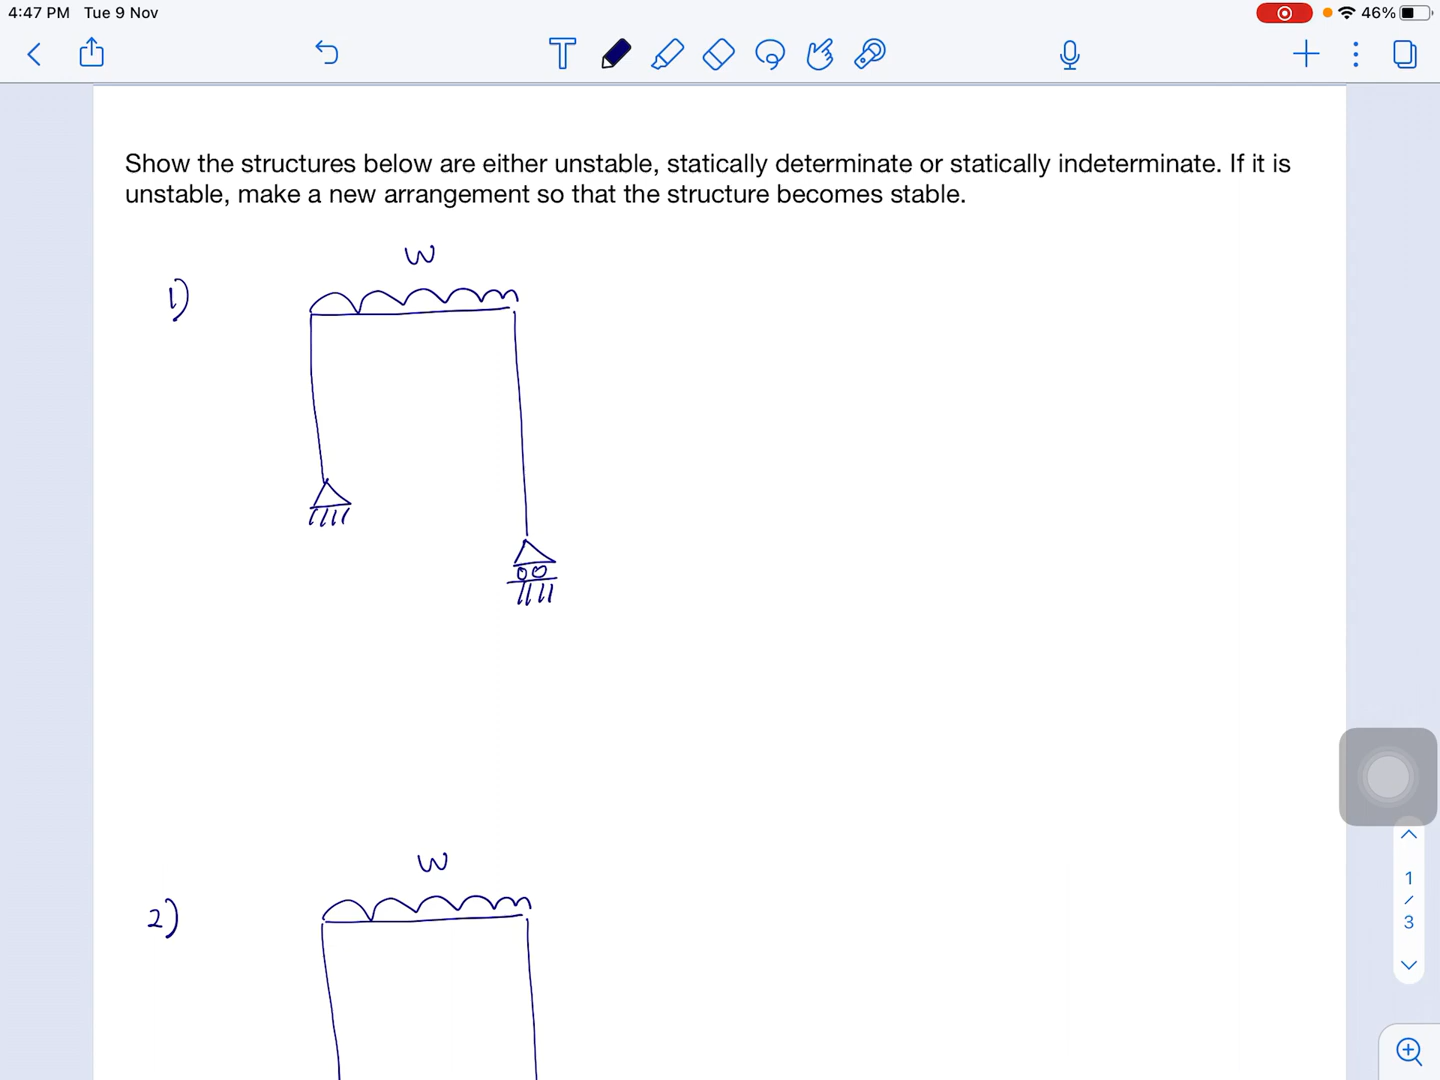 4:47 PM Tue 9 Nov
46%
T
Show the structures below are either unstable, statically determinate or statically indeterminate. If it is
unstable, make a new arrangement so that the structure becomes stable.
W
1)
W
2)
1
/
3